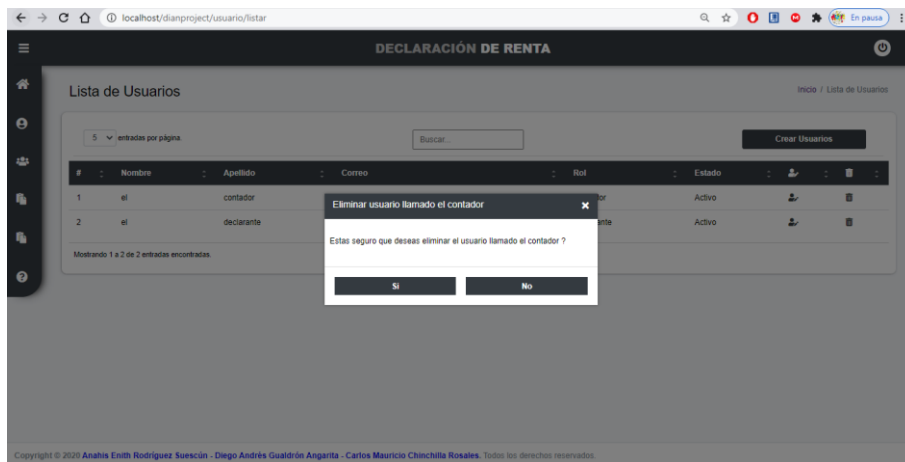 localhost/dianproject/usuario/listar
En pausa
DECLARACIÓN DE RENTA
Lista de Usuarios
Inicio / Lista de Usuarios
5 entradas por página.
Buscar...
Crear Usuarios
# Nombre Apellido Correo Rol Estado
1 el contador Activo
2 el declarante Activo
Mostrando 1 a 2 de 2 entradas encontradas.
Eliminar usuario llamado el contador
Estas seguro que deseas eliminar el usuario llamado el contador ?
Si No
Copyright © 2020 Anahis Enith Rodríguez Suescún - Diego Andrés Gualdrón Angarita - Carlos Mauricio Chinchilla Rosales. Todos los derechos reservados.